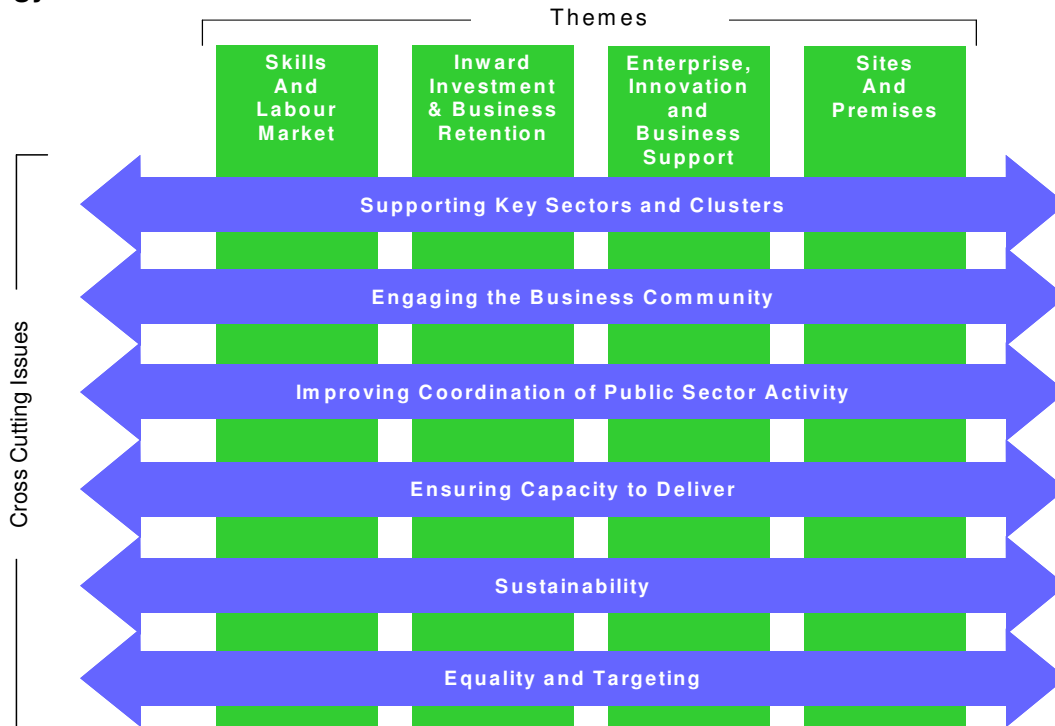 Themes
Skills
And
Labour
Market
Inward
Investment
& Business
Retention
Enterprise,
Innovation
and
Business
Support
Sites
And
Premises
Cross Cutting Issues
Supporting Key Sectors and Clusters
Engaging the Business Community
Improving Coordination of Public Sector Activity
Ensuring Capacity to Deliver
Sustainability
Equality and Targeting